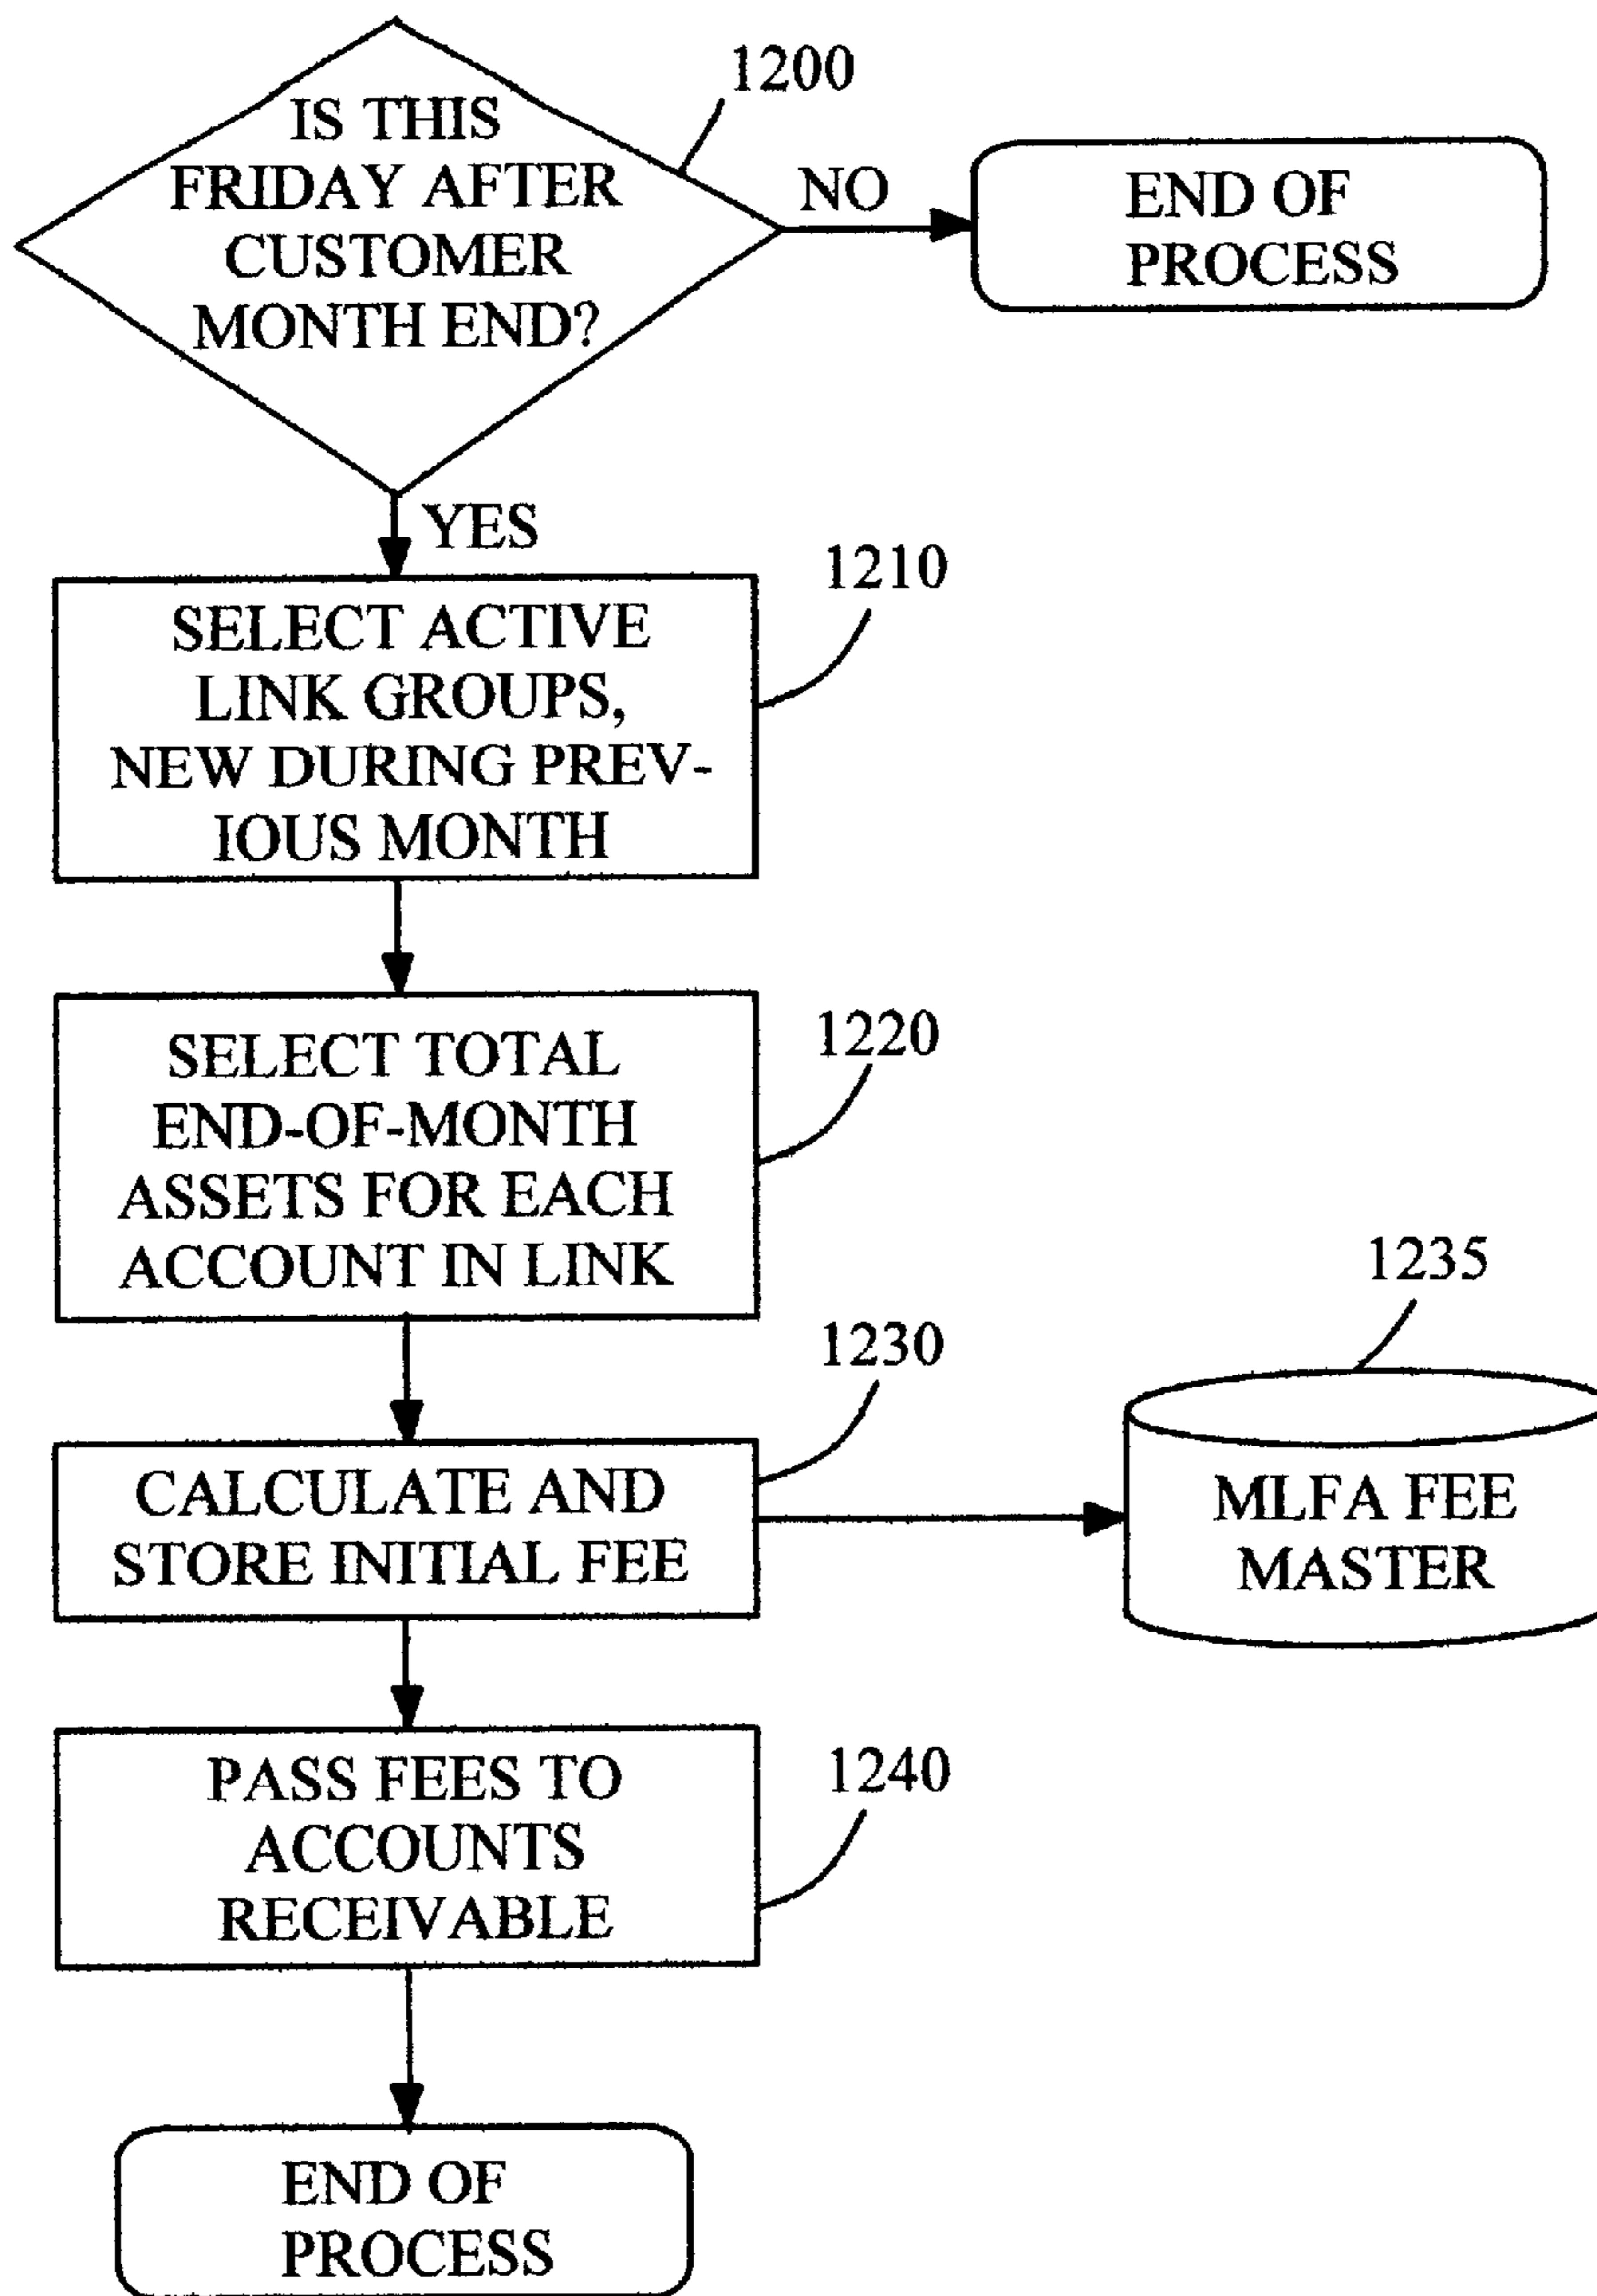 1200
IS THIS
FRIDAY AFTER
CUSTOMER
MONTH END?
NO
END OF
PROCESS
YES
1210
SELECT ACTIVE
LINK GROUPS,
NEW DURING PREV-
IOUS MONTH
1220
SELECT TOTAL
END-OF-MONTH
ASSETS FOR EACH
ACCOUNT IN LINK
1230
CALCULATE AND
STORE INITIAL FEE
1235
MLFA FEE
MASTER
1240
PASS FEES TO
ACCOUNTS
RECEIVABLE
END OF
PROCESS